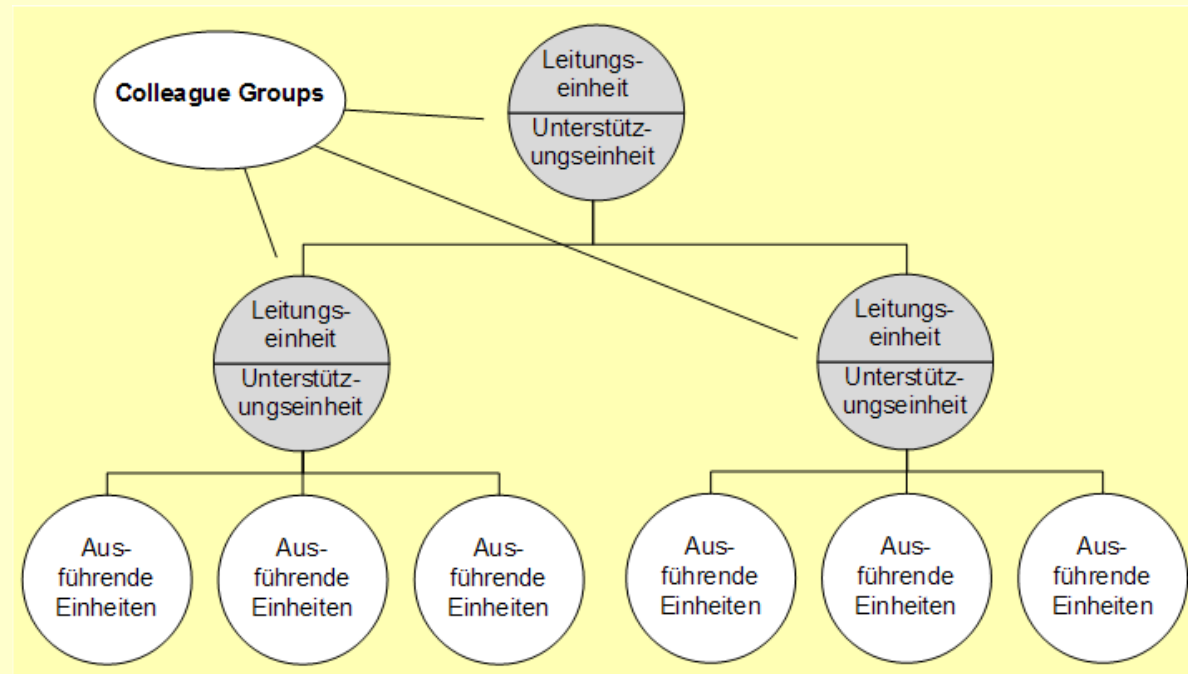 Colleague Groups
Leitungs-
einheit
Unterstütz-
ungseinheit
Leitungs-
einheit
Unterstütz-
ungseinheit
Leitungs-
einheit
Unterstütz-
ungseinheit
Aus-
führende
Einheiten
Aus-
führende
Einheiten
Aus-
führende
Einheiten
Aus-
führende
Einheiten
Aus-
führende
Einheiten
Aus-
führende
Einheiten